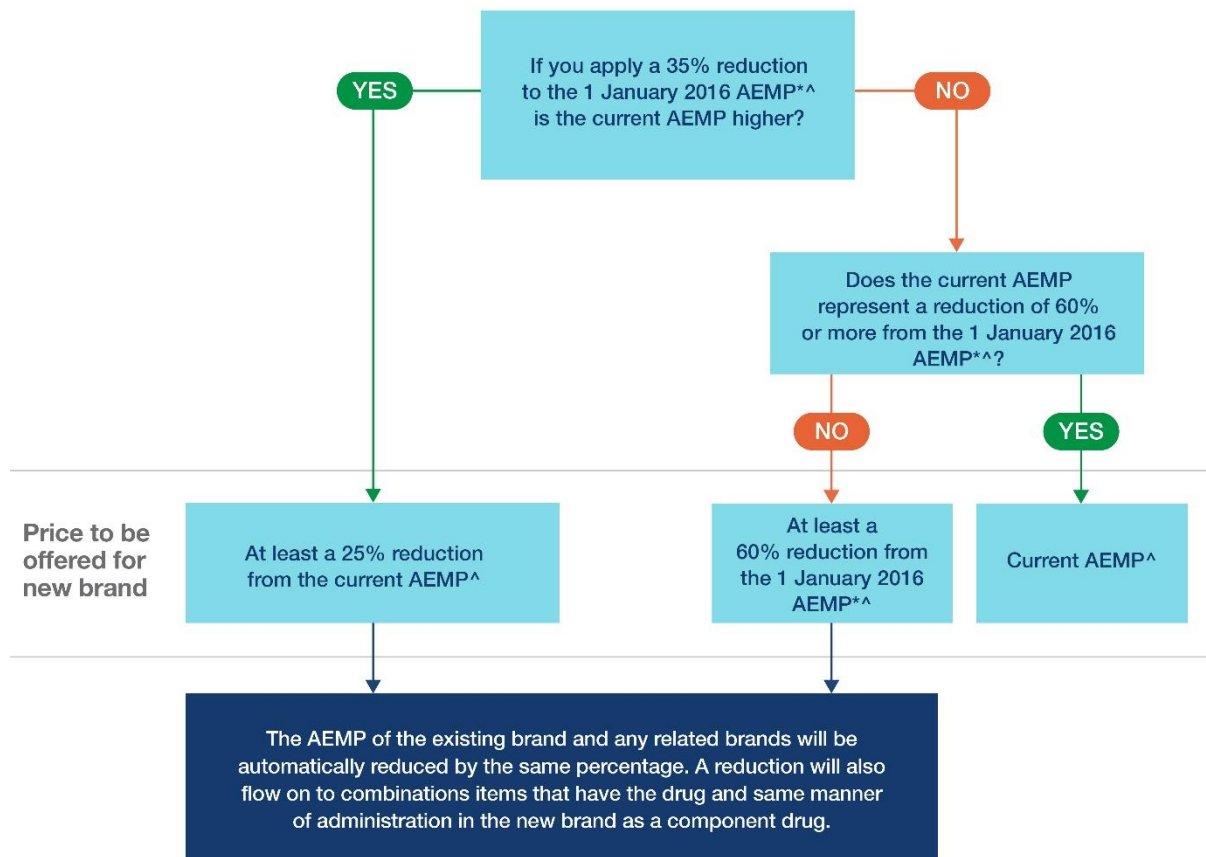 If you apply a 35% reduction
to the 1 January 2016 AEMP*^
is the current AEMP higher?
YES
NO
Does the current AEMP
represent a reduction of 60%
or more from the 1 January 2016
AEMP*^?
NO
YES
Price to be
offered for
new brand
At least a 25% reduction
from the current AEMP^
At least a
60% reduction from
the 1 January 2016
AEMP*^
Current AEMP^
The AEMP of the existing brand and any related brands will be
automatically reduced by the same percentage. A reduction will also
flow on to combinations items that have the drug and same manner
of administration in the new brand as a component drug.